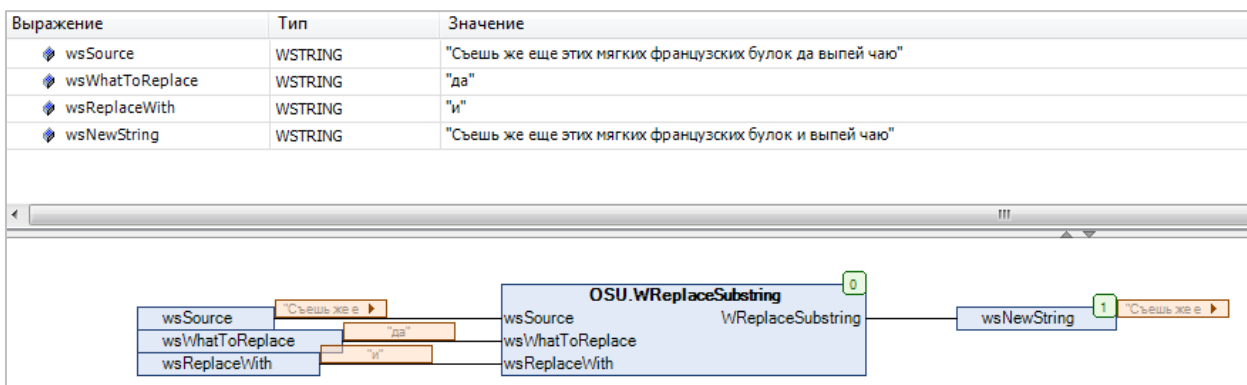 Выражение Тип Значение
wsSource WSTRING "Съешь же еще этих мягких французских булок да выпей чаю"
wsWhatToReplace WSTRING "да"
wsReplaceWith WSTRING "и"
wsNewString WSTRING "Съешь же еще этих мягких французских булок и выпей чаю"
0
OSU.WReplaceSubstring
wsSource "Съешь же е wsSource WReplaceSubstring wsNewString 1 "Съешь же е
wsWhatToReplace "да" wsWhatToReplace
wsReplaceWith "и" wsReplaceWith